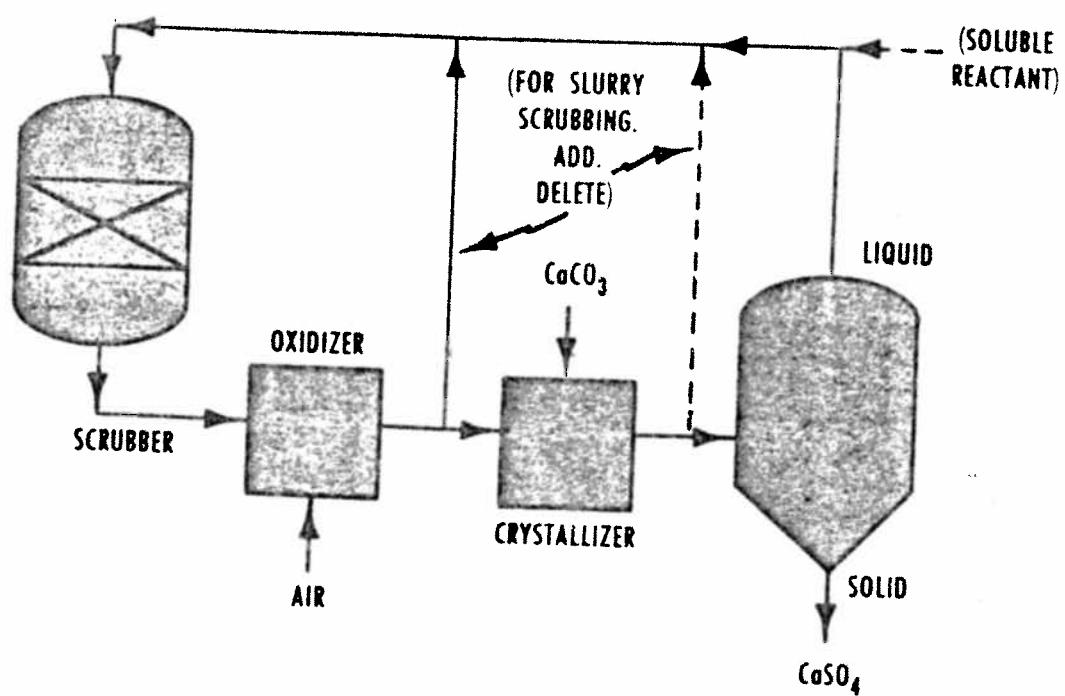 (SOLUBLE
REACTANT)
(FOR SLURRY
SCRUBBING.
ADD.
DELETE)
LIQUID
CaCO₃
OXIDIZER
SCRUBBER
CRYSTALLIZER
AIR
SOLID
CaSO₄